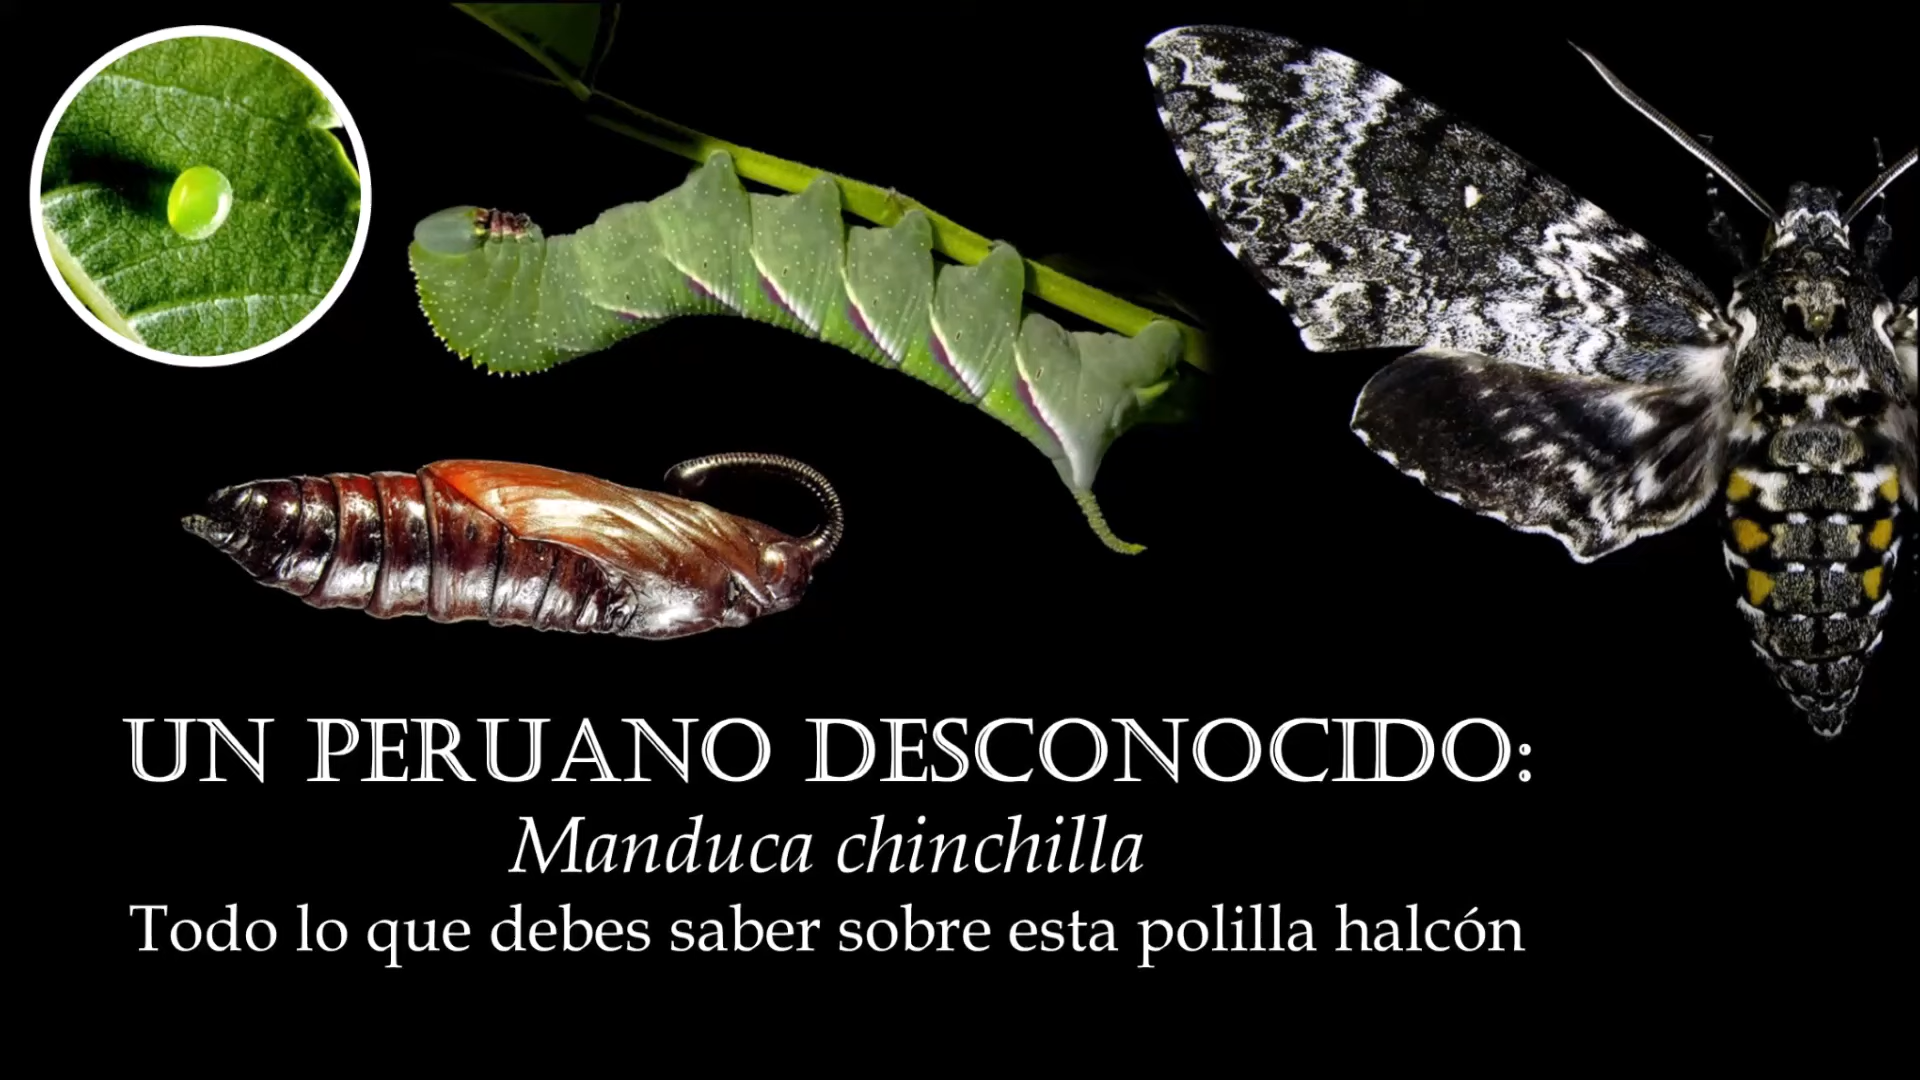 UN PERUANO DESCONOCIDO:
Manduca chinchilla
Todo lo que debes saber sobre esta polilla halcón